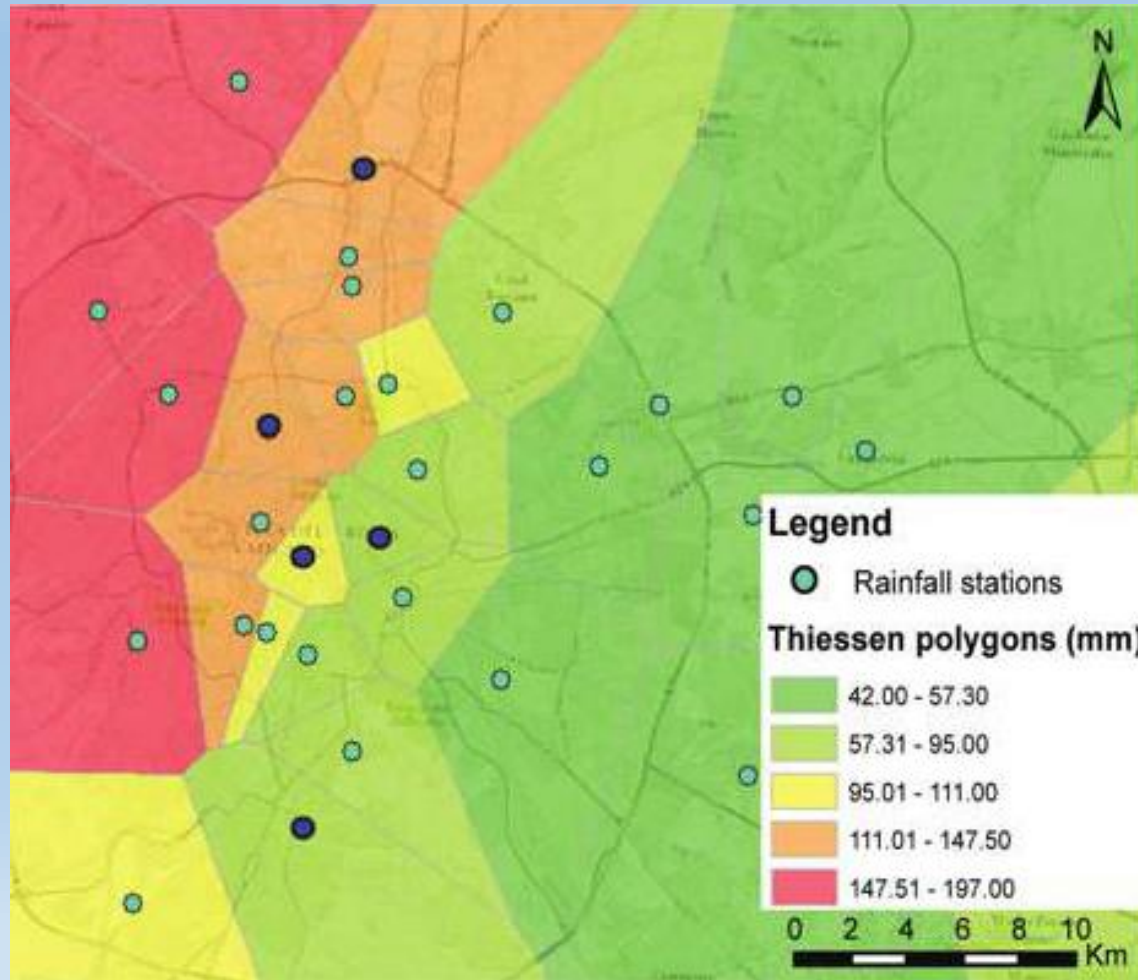 N
Legend
Rainfall stations
Thiessen polygons (mm)
42.00 - 57.30
57.31 - 95.00
95.01 - 111.00
111.01 - 147.50
147.51 - 197.00
0 2 4 6 8 10
Km